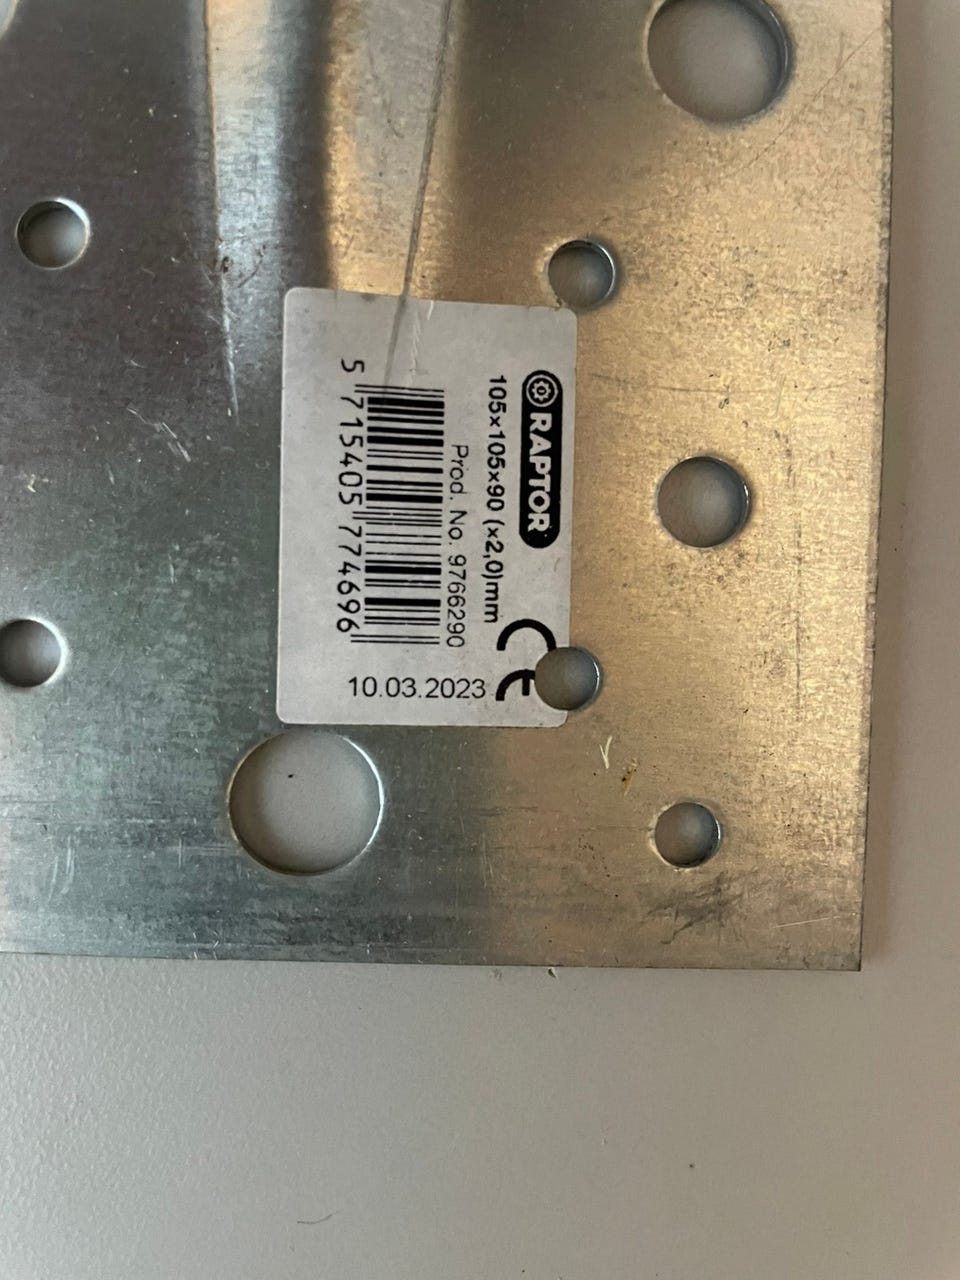 RAPTOR
105×105×90 (×2,0)mm
CE
Prod. No. 9766290
5 715405 774696
10.03.2023